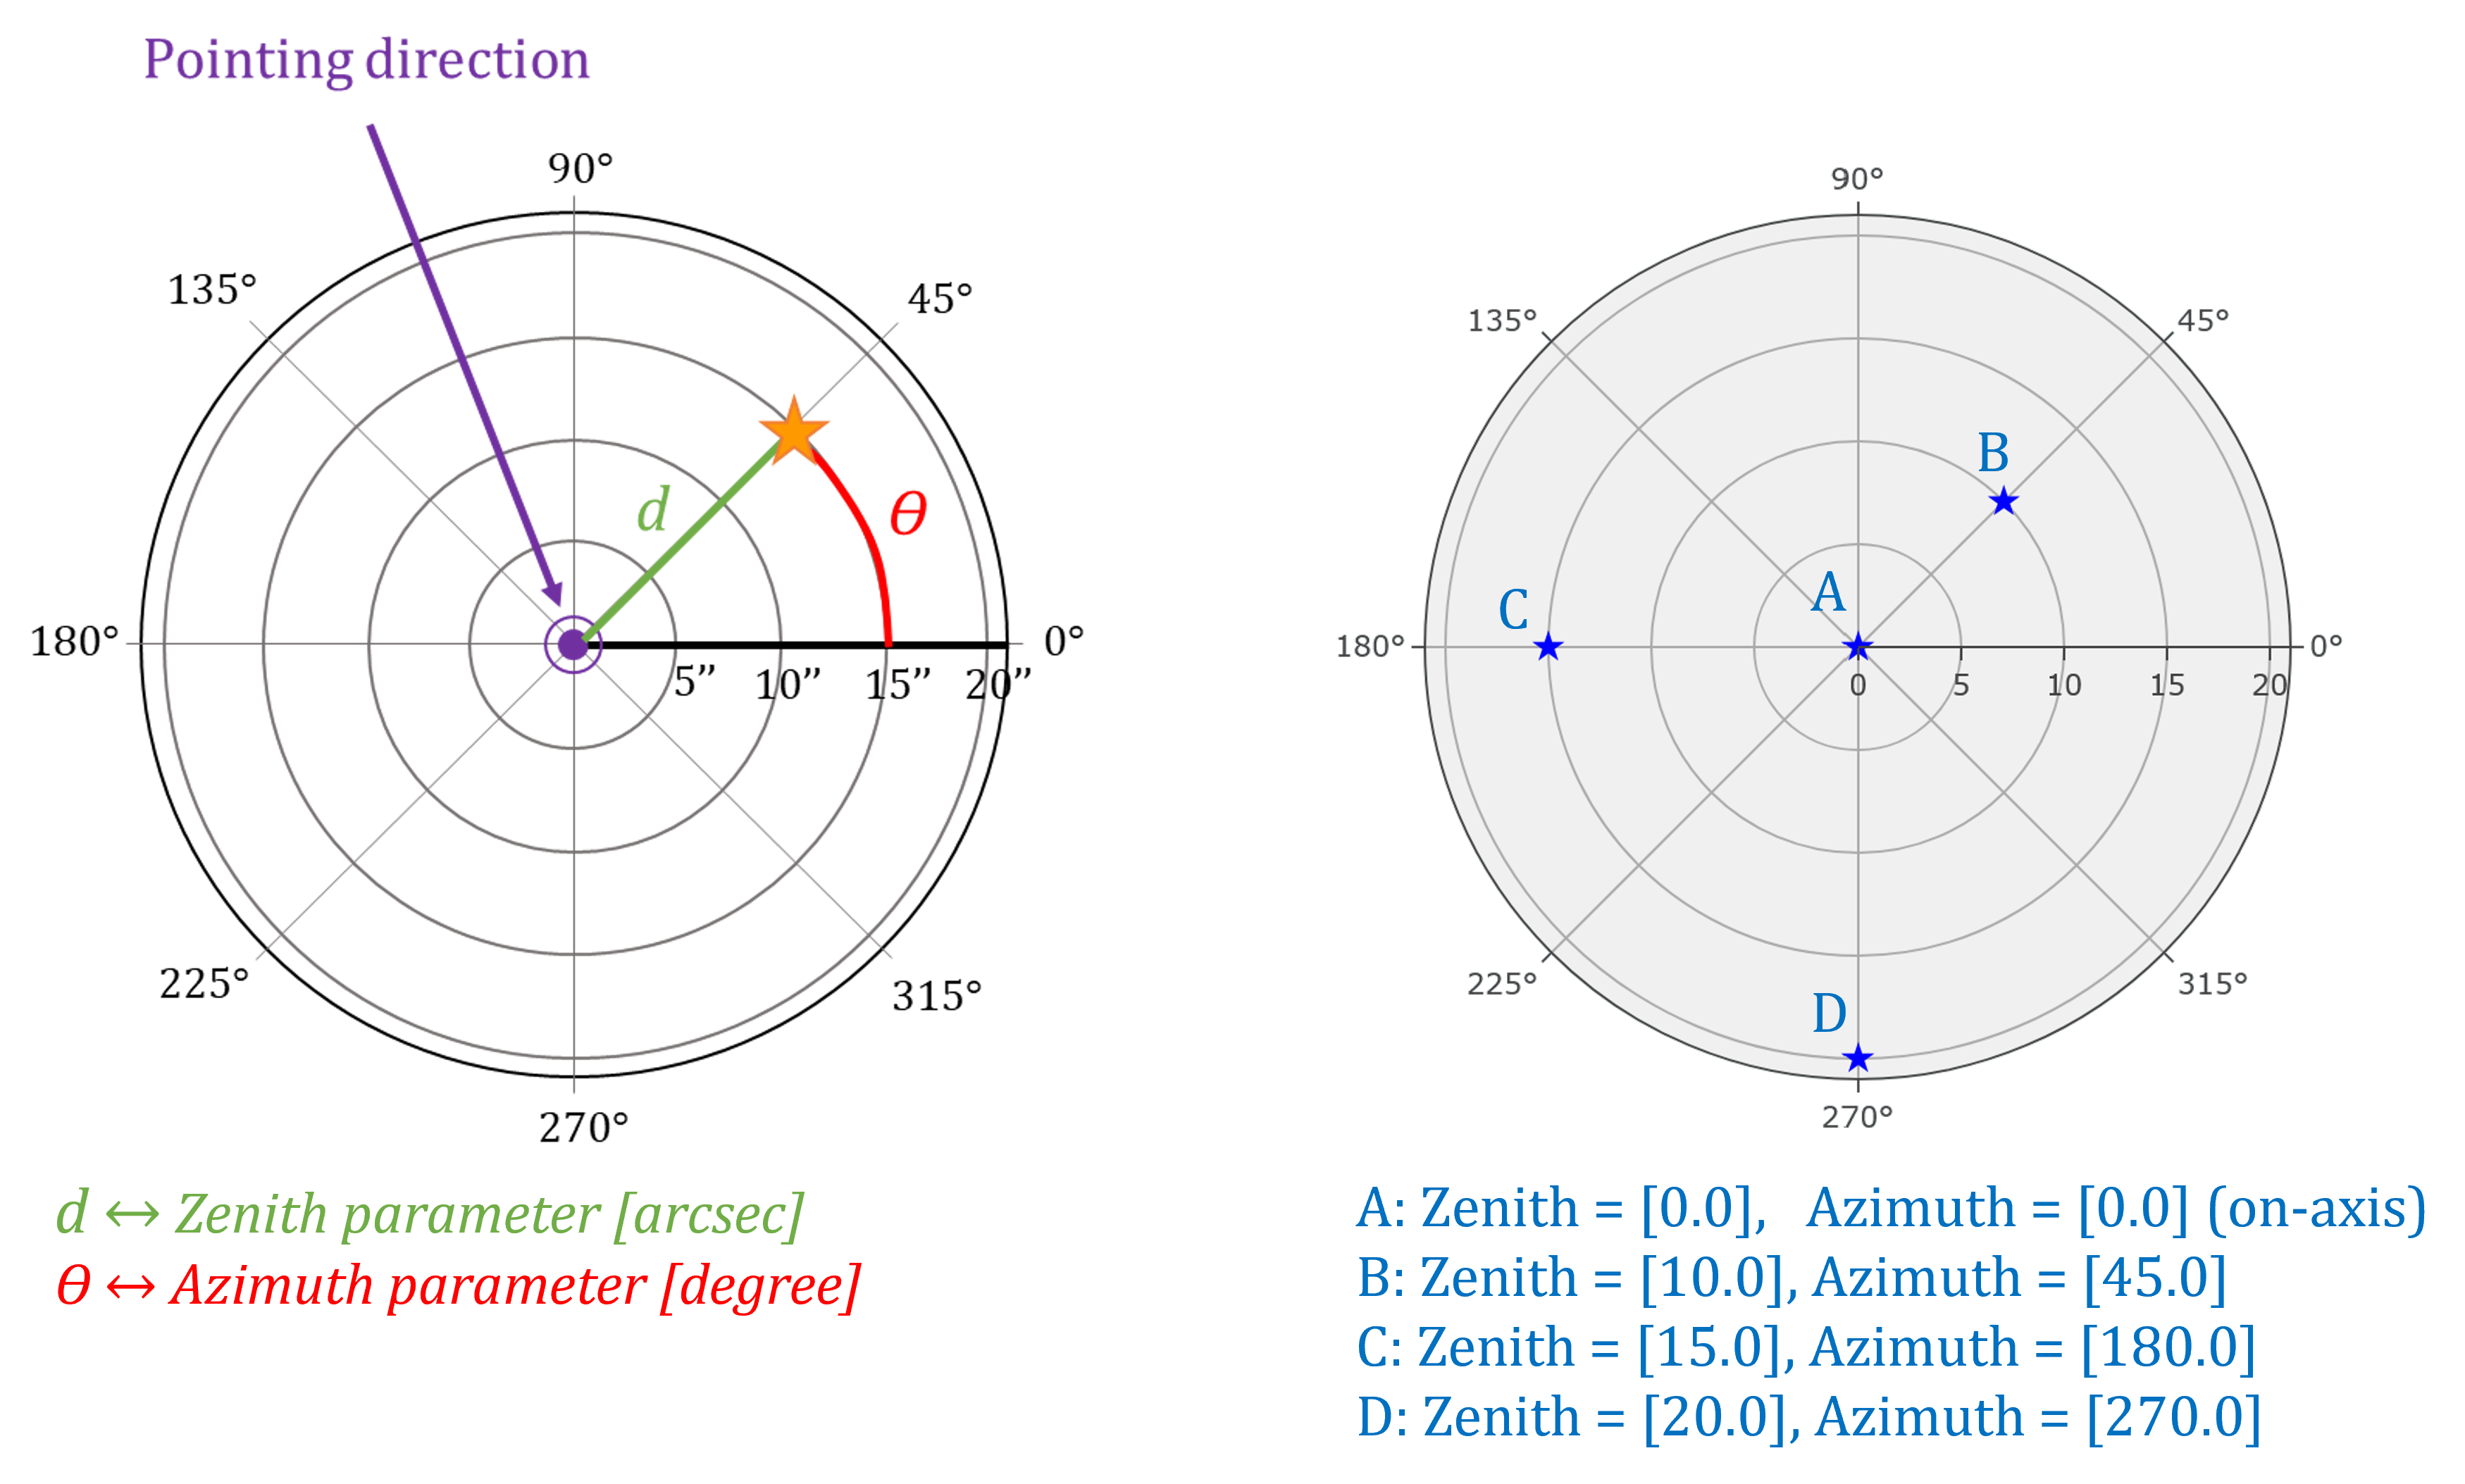 Pointing direction
90°
135°
45°
d
θ
180°
0°
5”
10”
15”
20”
225°
315°
270°
d ↔ Zenith parameter [arcsec]
θ ↔ Azimuth parameter [degree]
90°
135°
45°
B
A
C
180°
0°
0
5
10
15
20
225°
315°
D
270°
A: Zenith = [0.0], Azimuth = [0.0] (on-axis)
B: Zenith = [10.0], Azimuth = [45.0]
C: Zenith = [15.0], Azimuth = [180.0]
D: Zenith = [20.0], Azimuth = [270.0]